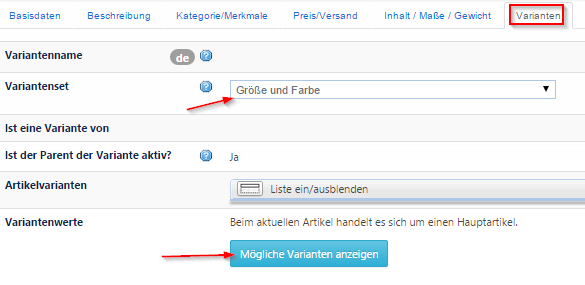 Basisdaten Beschreibung Kategorie/Merkmale Preis/Versand Inhalt / Maße / Gewicht Varianten
Variantenname de ?
Variantenset ? Größe und Farbe
Ist eine Variante von
Ist der Parent der Variante aktiv? ? Ja
Artikelvarianten Liste ein/ausblenden
Variantenwerte Beim aktuellen Artikel handelt es sich um einen Hauptartikel.
Mögliche Varianten anzeigen